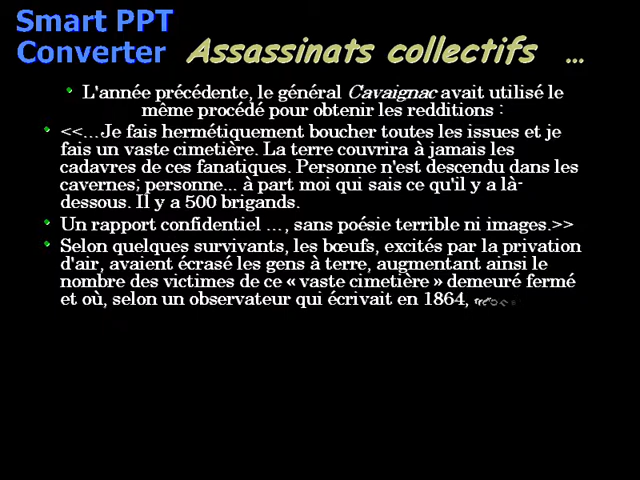 Smart PPT
Converter
Assassinats collectifs ...
L'année précédente, le général Cavaignac avait utilisé le
même procédé pour obtenir les redditions :
<<...Je fais hermétiquement boucher toutes les issues et je
fais un vaste cimetière. La terre couvrira à jamais les
cadavres de ces fanatiques. Personne n'est descendu dans les
cavernes; personne... à part moi qui sais ce qu'il y a là-
dessous. Il y a 500 brigands.
Un rapport confidentiel ..., sans poésie terrible ni images.>>
Selon quelques survivants, les bœufs, excités par la privation
d'air, avaient écrasé les gens à terre, augmentant ainsi le
nombre des victimes de ce « vaste cimetière » demeuré fermé
et où, selon un observateur qui écrivait en 1864,